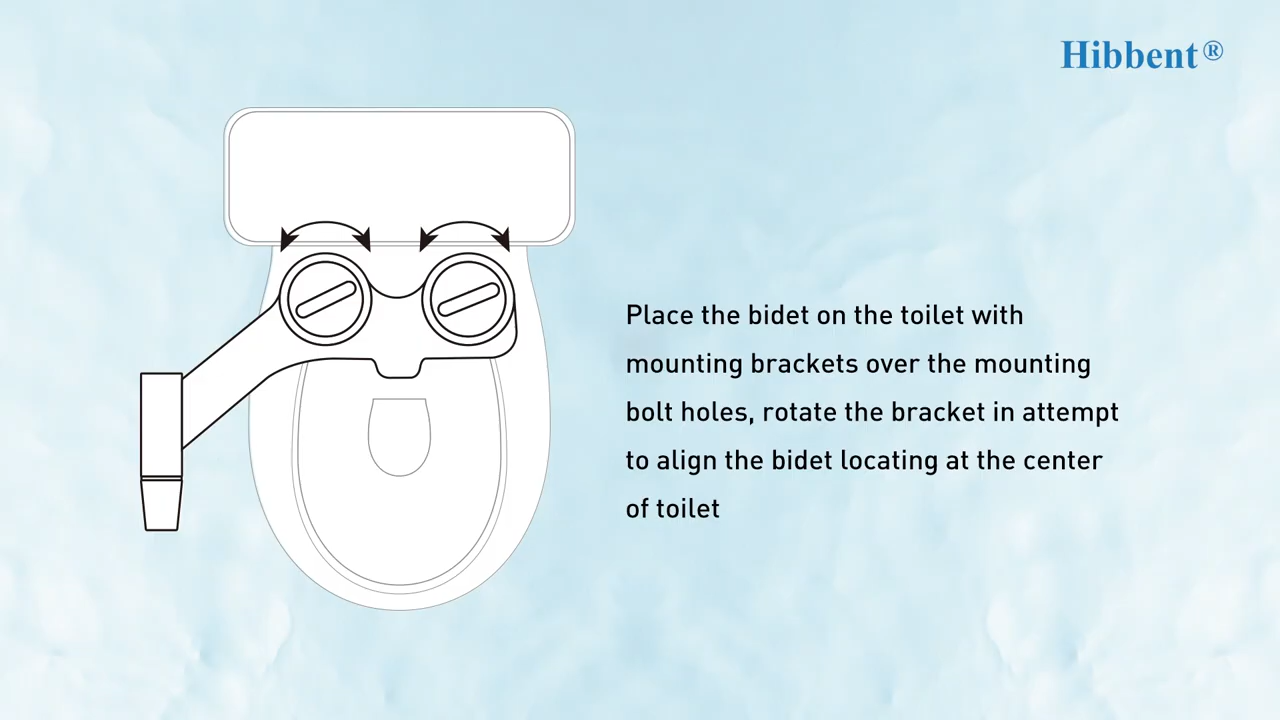 Hibbent®
Place the bidet on the toilet with
mounting brackets over the mounting
bolt holes, rotate the bracket in attempt
to align the bidet locating at the center
of toilet